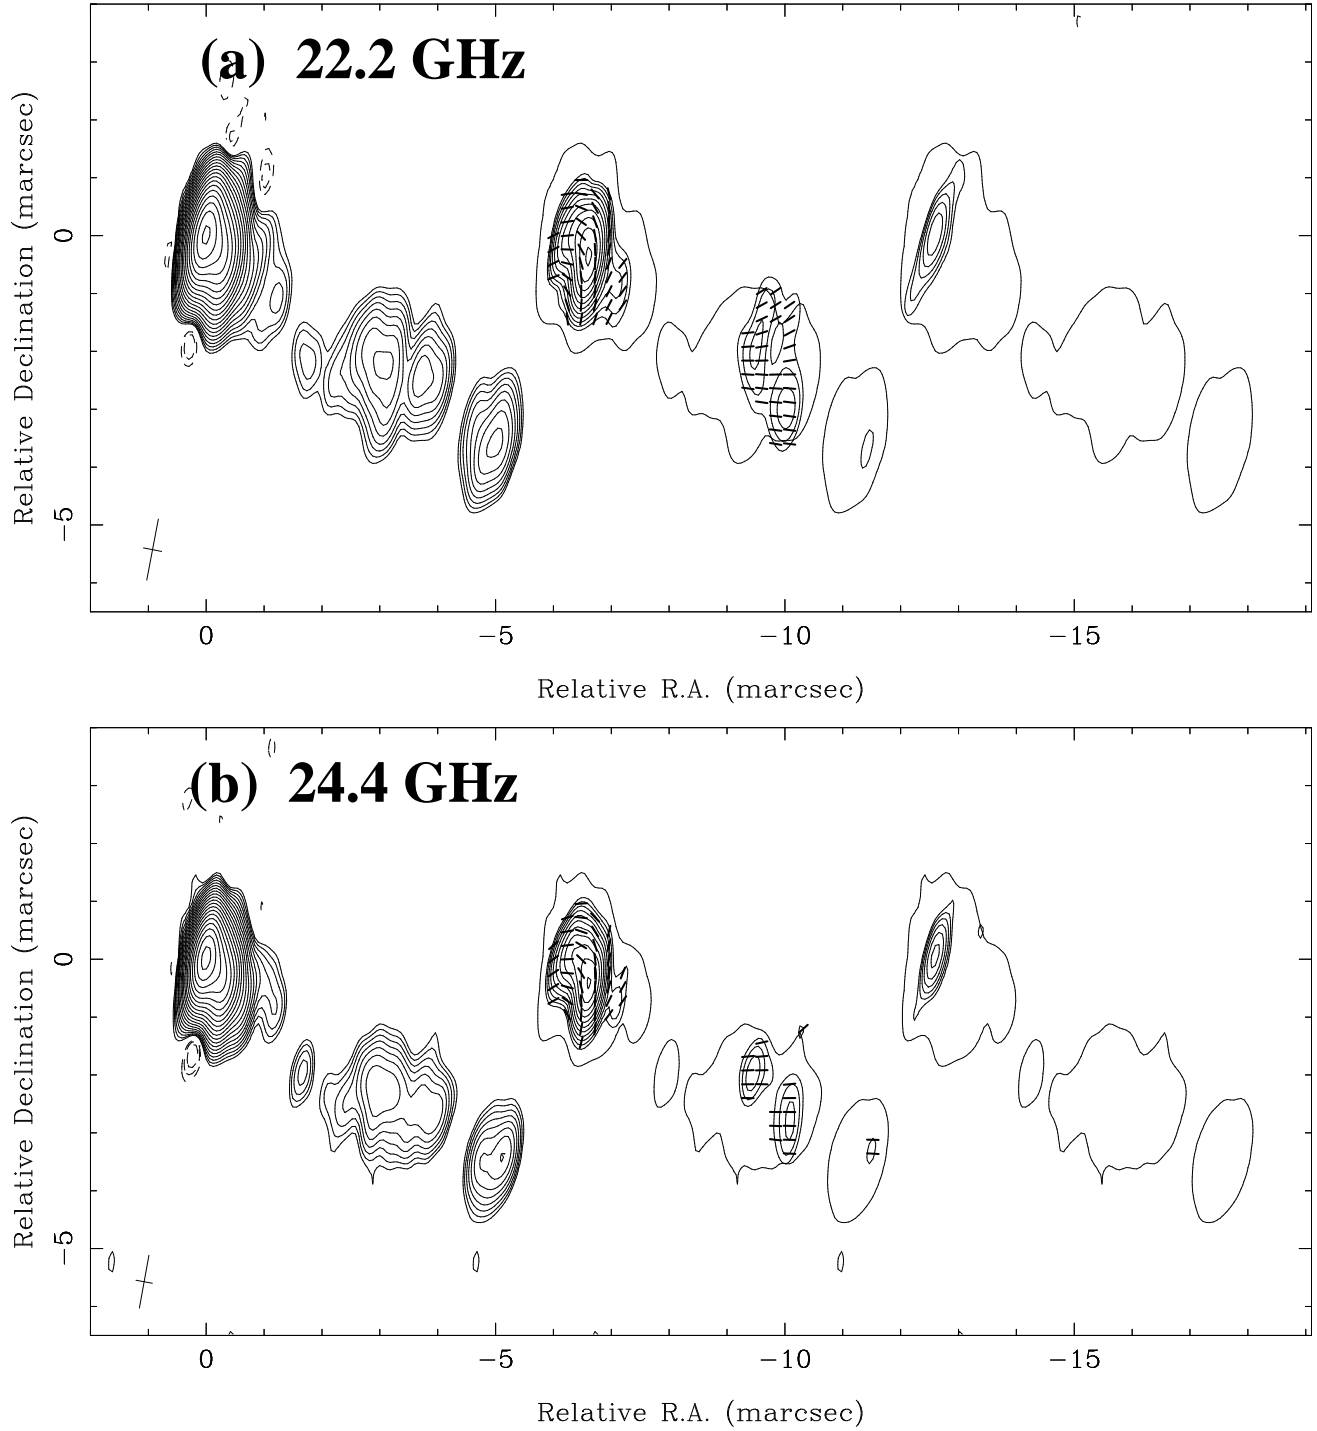 (a) 22.2 GHz
Relative Declination (marcsec)
0
−5
0 −5 −10 −15
Relative R.A. (marcsec)
(b) 24.4 GHz
Relative Declination (marcsec)
0
−5
0 −5 −10 −15
Relative R.A. (marcsec)